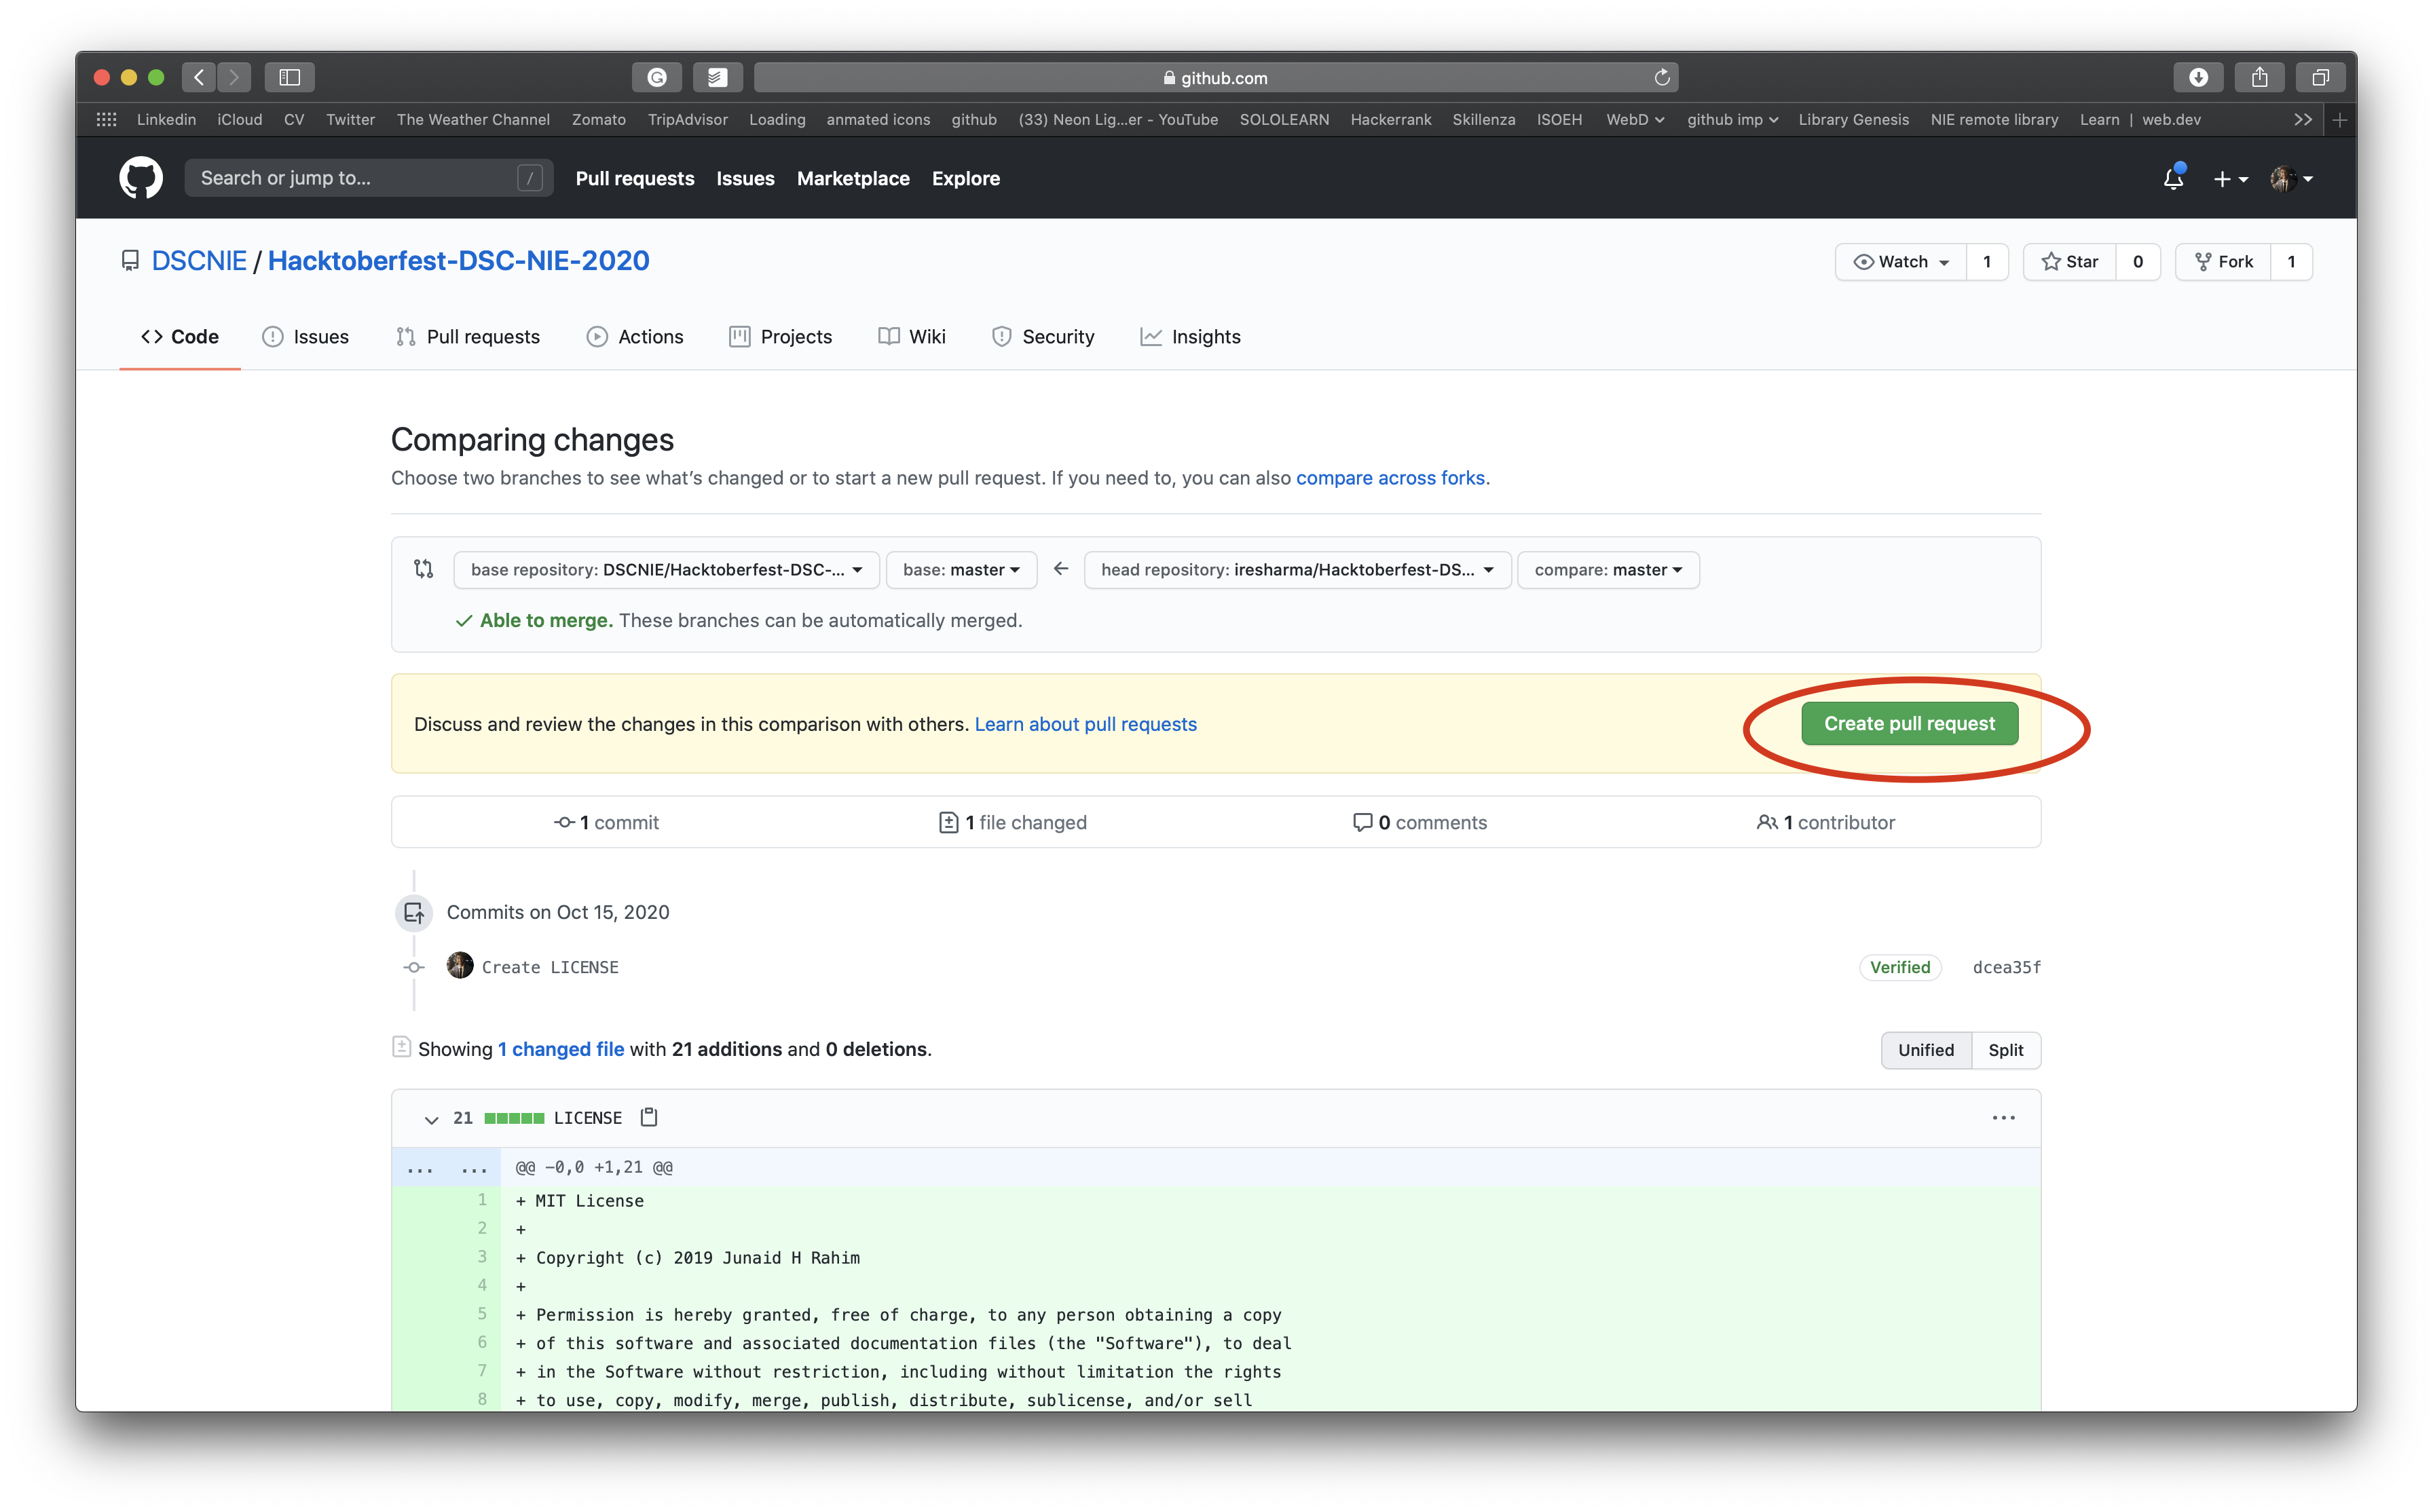 github.com
Linkedin iCloud CV Twitter The Weather Channel Zomato TripAdvisor Loading anmated icons github (33) Neon Lig...er - YouTube SOLOLEARN Hackerrank Skillenza ISOEH WebD github imp Library Genesis NIE remote library Learn | web.dev
Search or jump to... / Pull requests Issues Marketplace Explore
DSCNIE / Hacktoberfest-DSC-NIE-2020 Watch 1 Star 0 Fork 1
Code Issues Pull requests Actions Projects Wiki Security Insights
Comparing changes
Choose two branches to see what's changed or to start a new pull request. If you need to, you can also compare across forks.
base repository: DSCNIE/Hacktoberfest-DSC-... base: master ← head repository: iresharma/Hacktoberfest-DS... compare: master
Able to merge. These branches can be automatically merged.
Discuss and review the changes in this comparison with others. Learn about pull requests Create pull request
1 commit 1 file changed 0 comments 1 contributor
Commits on Oct 15, 2020
Create LICENSE Verified dcea35f
Showing 1 changed file with 21 additions and 0 deletions. Unified Split
21 LICENSE ...
... ... @@ -0,0 +1,21 @@
1 + MIT License
2 +
3 + Copyright (c) 2019 Junaid H Rahim
4 +
5 + Permission is hereby granted, free of charge, to any person obtaining a copy
6 + of this software and associated documentation files (the "Software"), to deal
7 + in the Software without restriction, including without limitation the rights
8 + to use, copy, modify, merge, publish, distribute, sublicense, and/or sell